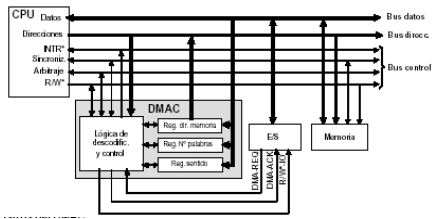 CPU
Datos
Bus datos
Direcciones
Bus direcc.
INTR*
Sincroniz.
Bus control
Arbitraje
R/W*
DMAC
Lógica de
descodific.
y control
Reg. dir. memoria
Reg. Nº palabras
Reg. sentido
E/S
Memoria
DMA-REQ
DMA-ACK